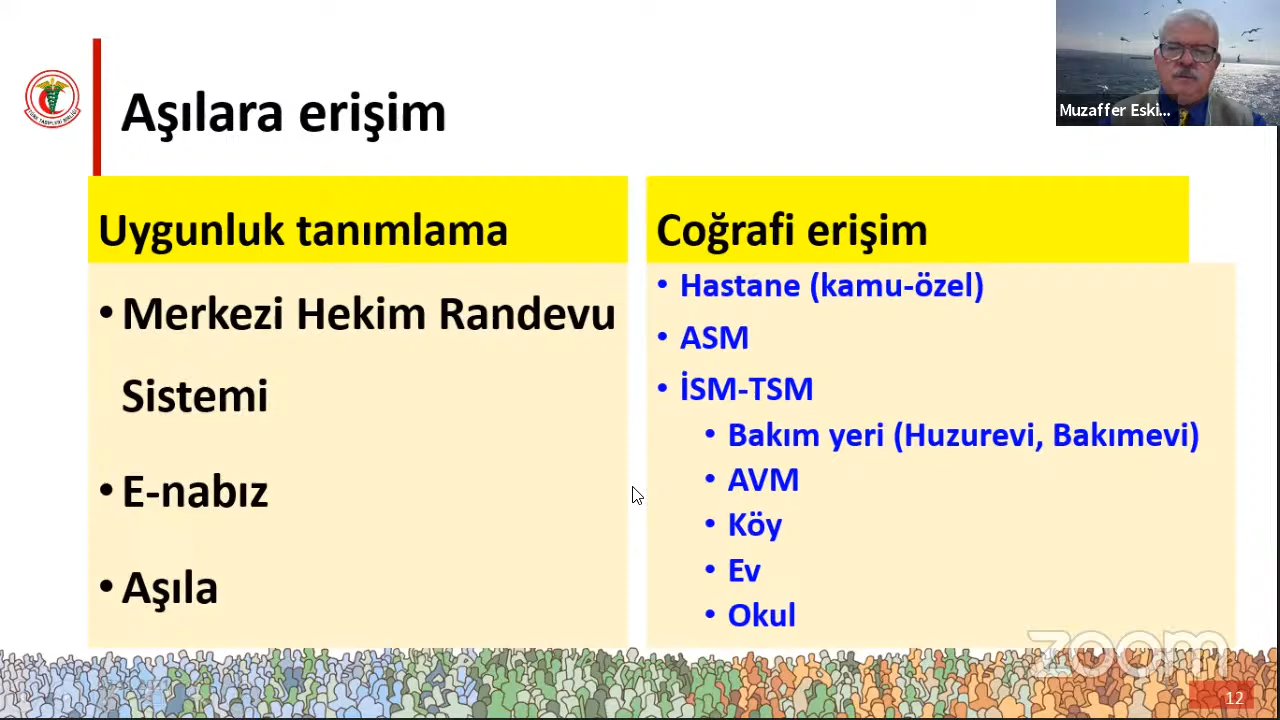 Muzaffer Eski...
Aşılara erişim
Uygunluk tanımlama
• Merkezi Hekim Randevu
Sistemi
• E-nabız
• Aşıla
Coğrafi erişim
• Hastane (kamu-özel)
• ASM
• İSM-TSM
• Bakım yeri (Huzurevi, Bakımevi)
• AVM
• Köy
• Ev
• Okul
zoom
12